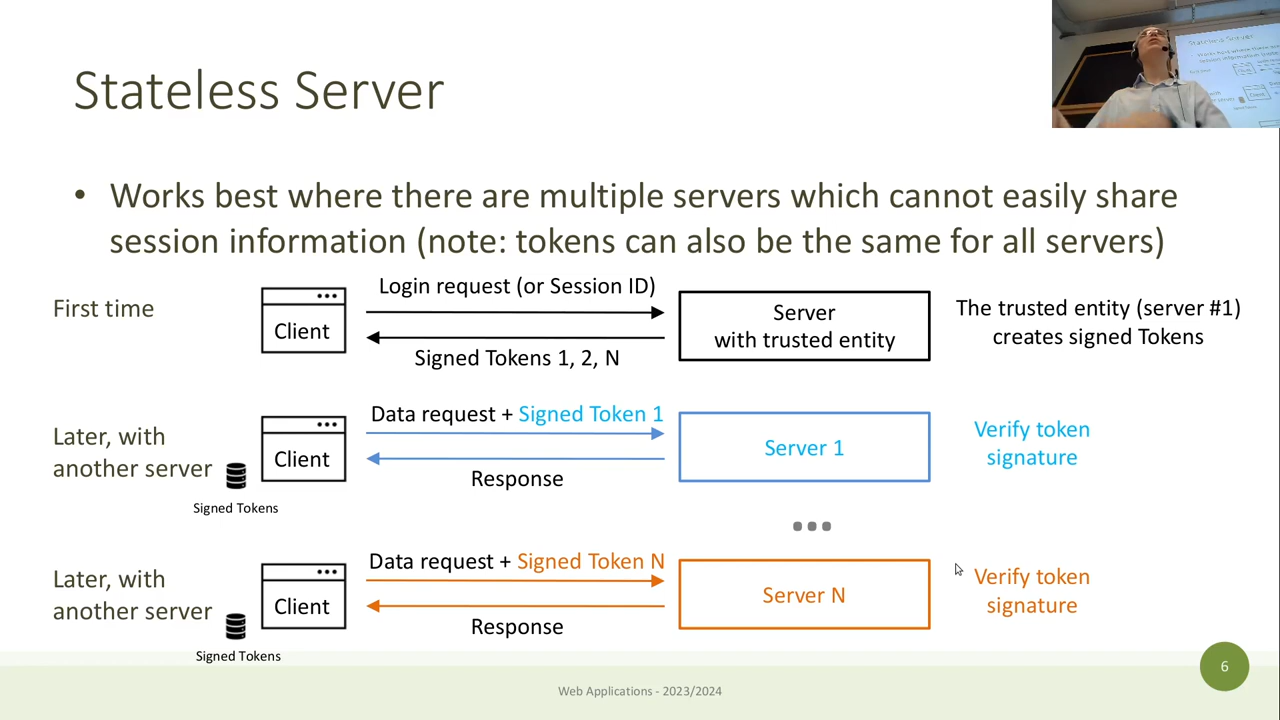 Stateless Server
• Works best where there are multiple servers which cannot easily share
session information (note: tokens can also be the same for all servers)
First time
Client
Login request (or Session ID)
Signed Tokens 1, 2, N
Server
with trusted entity
The trusted entity (server #1)
creates signed Tokens
Later, with
another server
Signed Tokens
Client
Data request + Signed Token 1
Response
Server 1
Verify token
signature
Later, with
another server
Signed Tokens
Client
Data request + Signed Token N
Response
Server N
Verify token
signature
Web Applications - 2023/2024
6